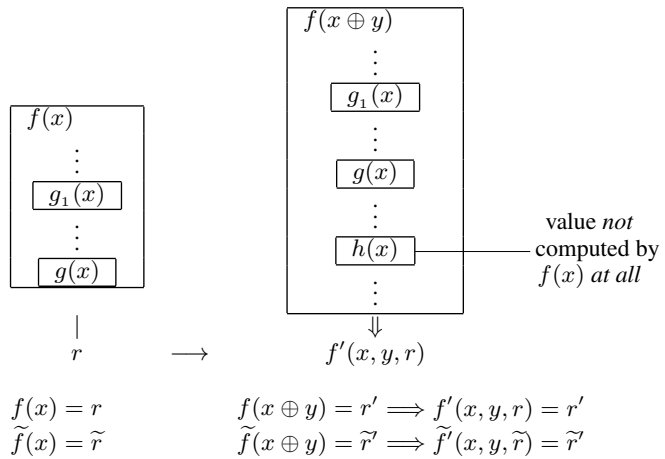 f(x)
⋮
g₁(x)
⋮
g(x)
r
⟶
f(x ⊕ y)
⋮
g₁(x)
⋮
g(x)
⋮
h(x)
⋮
value not
computed by
f(x) at all
⇓
f′(x, y, r)
f(x) = r f(x ⊕ y) = r′ ⟹ f′(x, y, r) = r′
f̃(x) = r̃ f̃(x ⊕ y) = r̃′ ⟹ f̃′(x, y, r̃) = r̃′